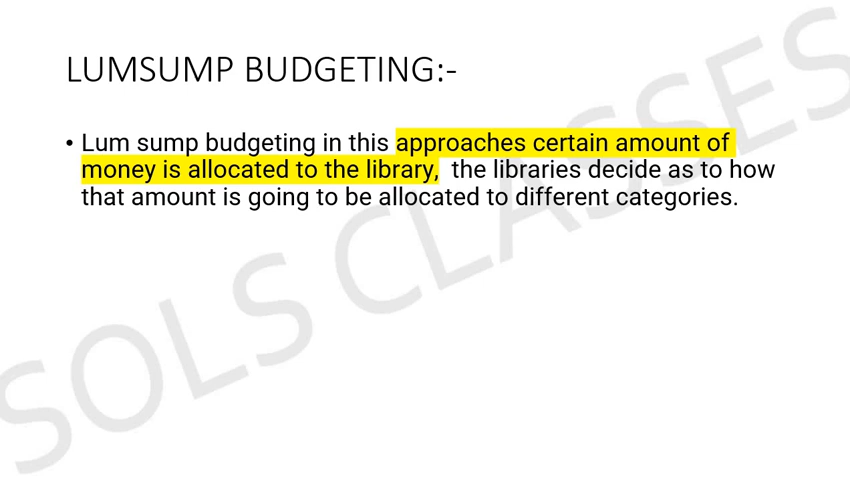 LUMSUMP BUDGETING:-
• Lum sump budgeting in this approaches certain amount of
money is allocated to the library, the libraries decide as to how
that amount is going to be allocated to different categories.
SOLS CLASSES